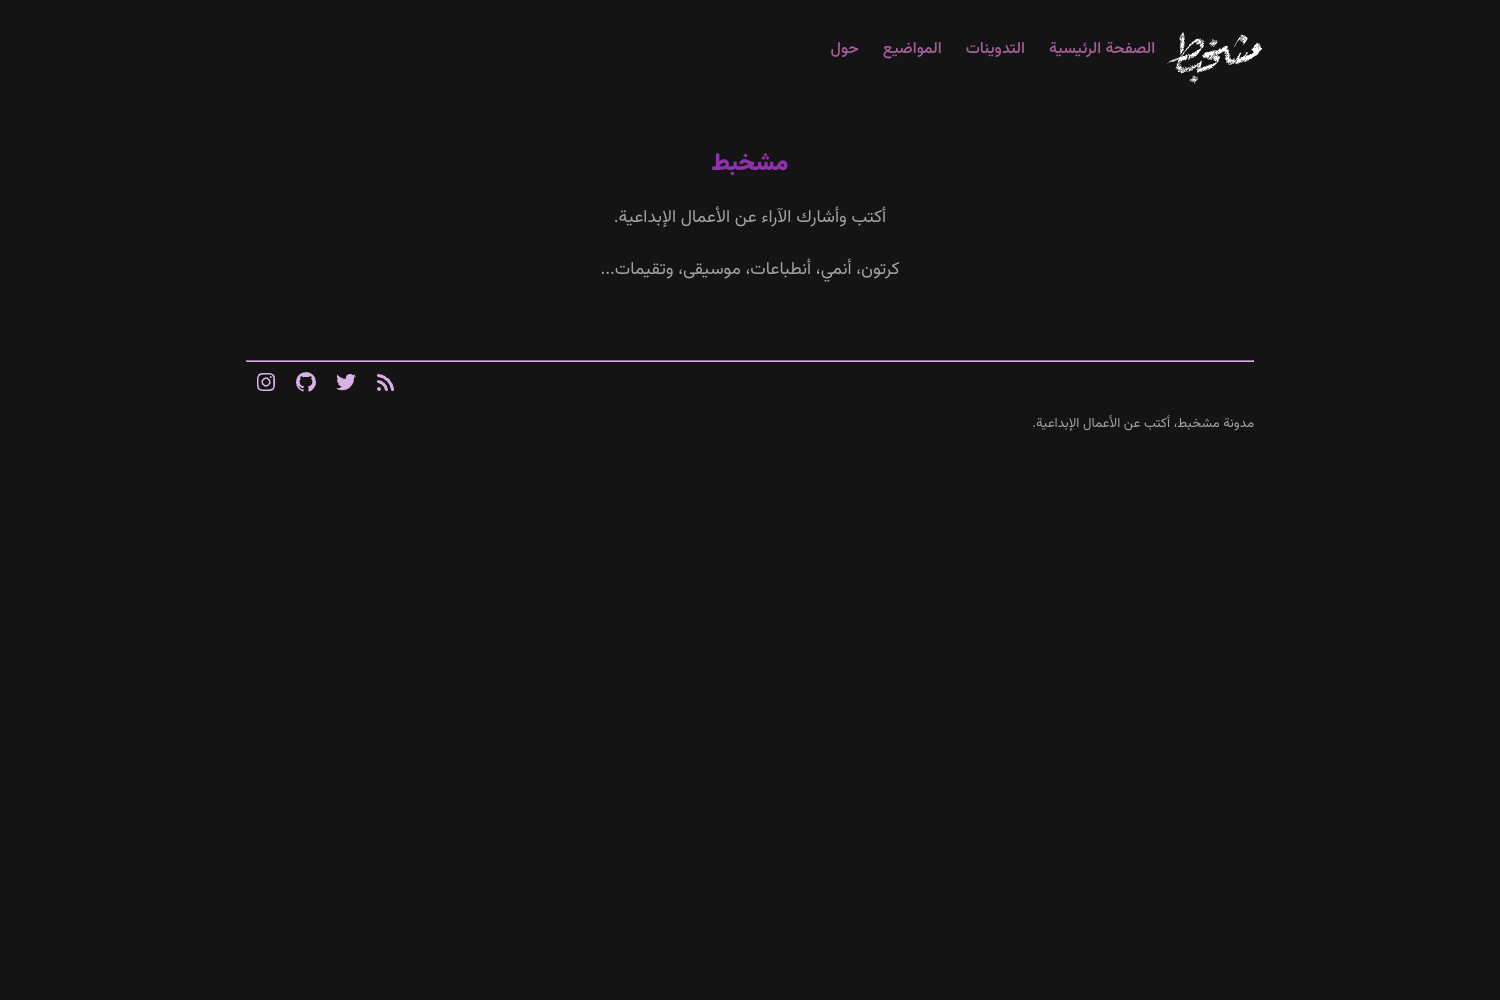 مشخبط
الصفحة الرئيسية التدوينات المواضيع حول
مشخبط
أكتب وأشارك الآراء عن الأعمال الإبداعية.
كرتون، أنمي، أنطباعات، موسيقى، وتقيمات...
مدونة مشخبط، أكتب عن الأعمال الإبداعية.